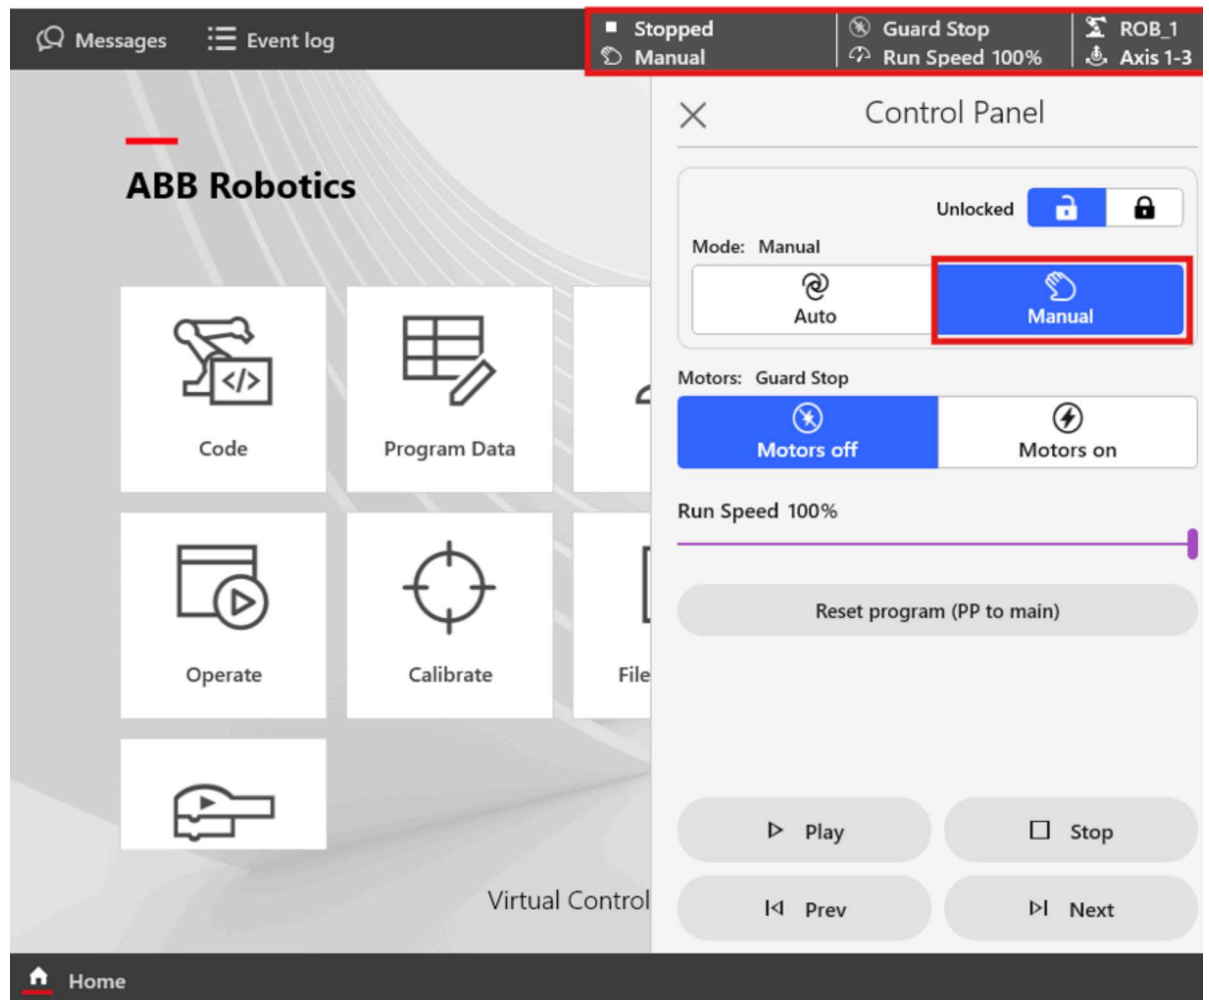 Messages
Event log
Stopped
Manual
Guard Stop
Run Speed 100%
ROB_1
Axis 1-3
Control Panel
ABB Robotics
Unlocked
Mode: Manual
Auto
Manual
Motors: Guard Stop
Motors off
Motors on
Run Speed 100%
Reset program (PP to main)
Code
Program Data
Operate
Calibrate
File
Play
Stop
Prev
Next
Virtual Control
Home